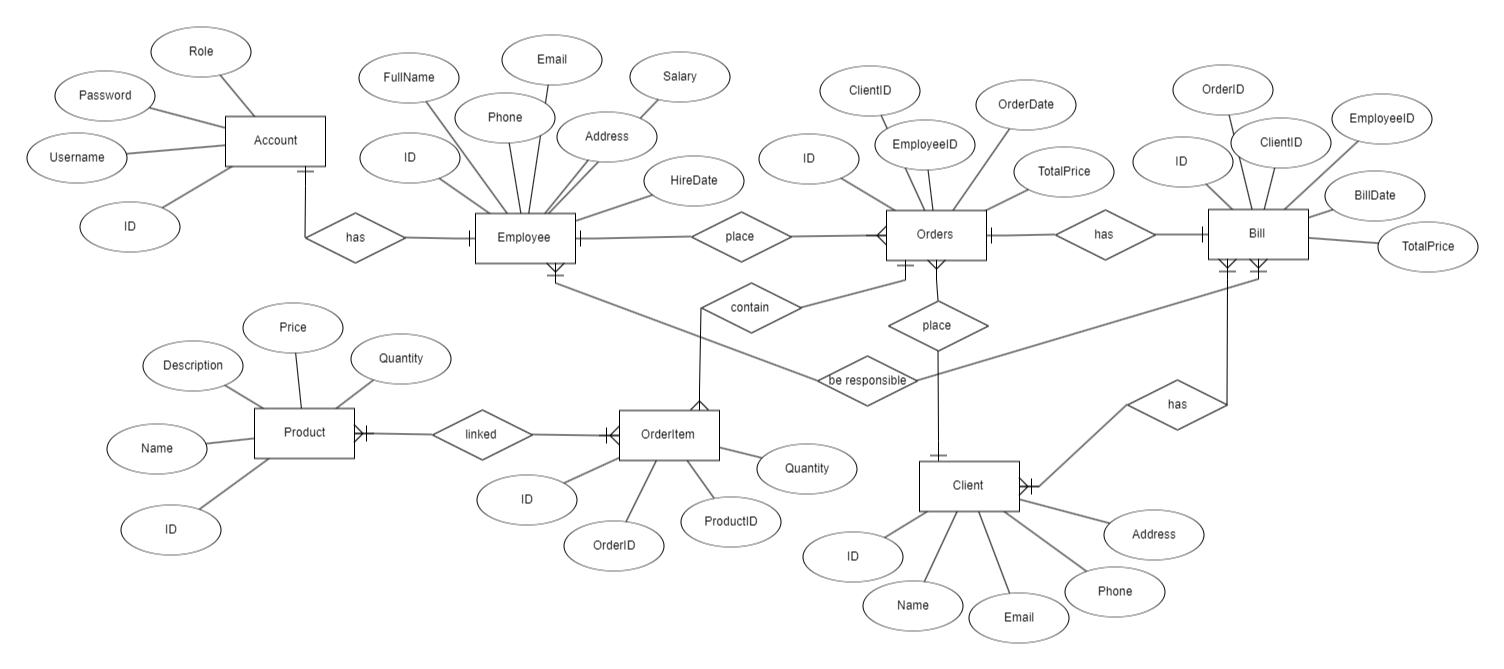 Role
Password
Username
Account
ID
has
FullName
Email
Salary
Phone
Address
ID
HireDate
Employee
place
ClientID
OrderDate
EmployeeID
ID
TotalPrice
Orders
has
OrderID
EmployeeID
ClientID
ID
BillDate
Bill
TotalPrice
contain
place
be responsible
has
Price
Description
Quantity
Product
Name
ID
linked
OrderItem
Quantity
ID
ProductID
OrderID
Client
Address
ID
Phone
Name
Email